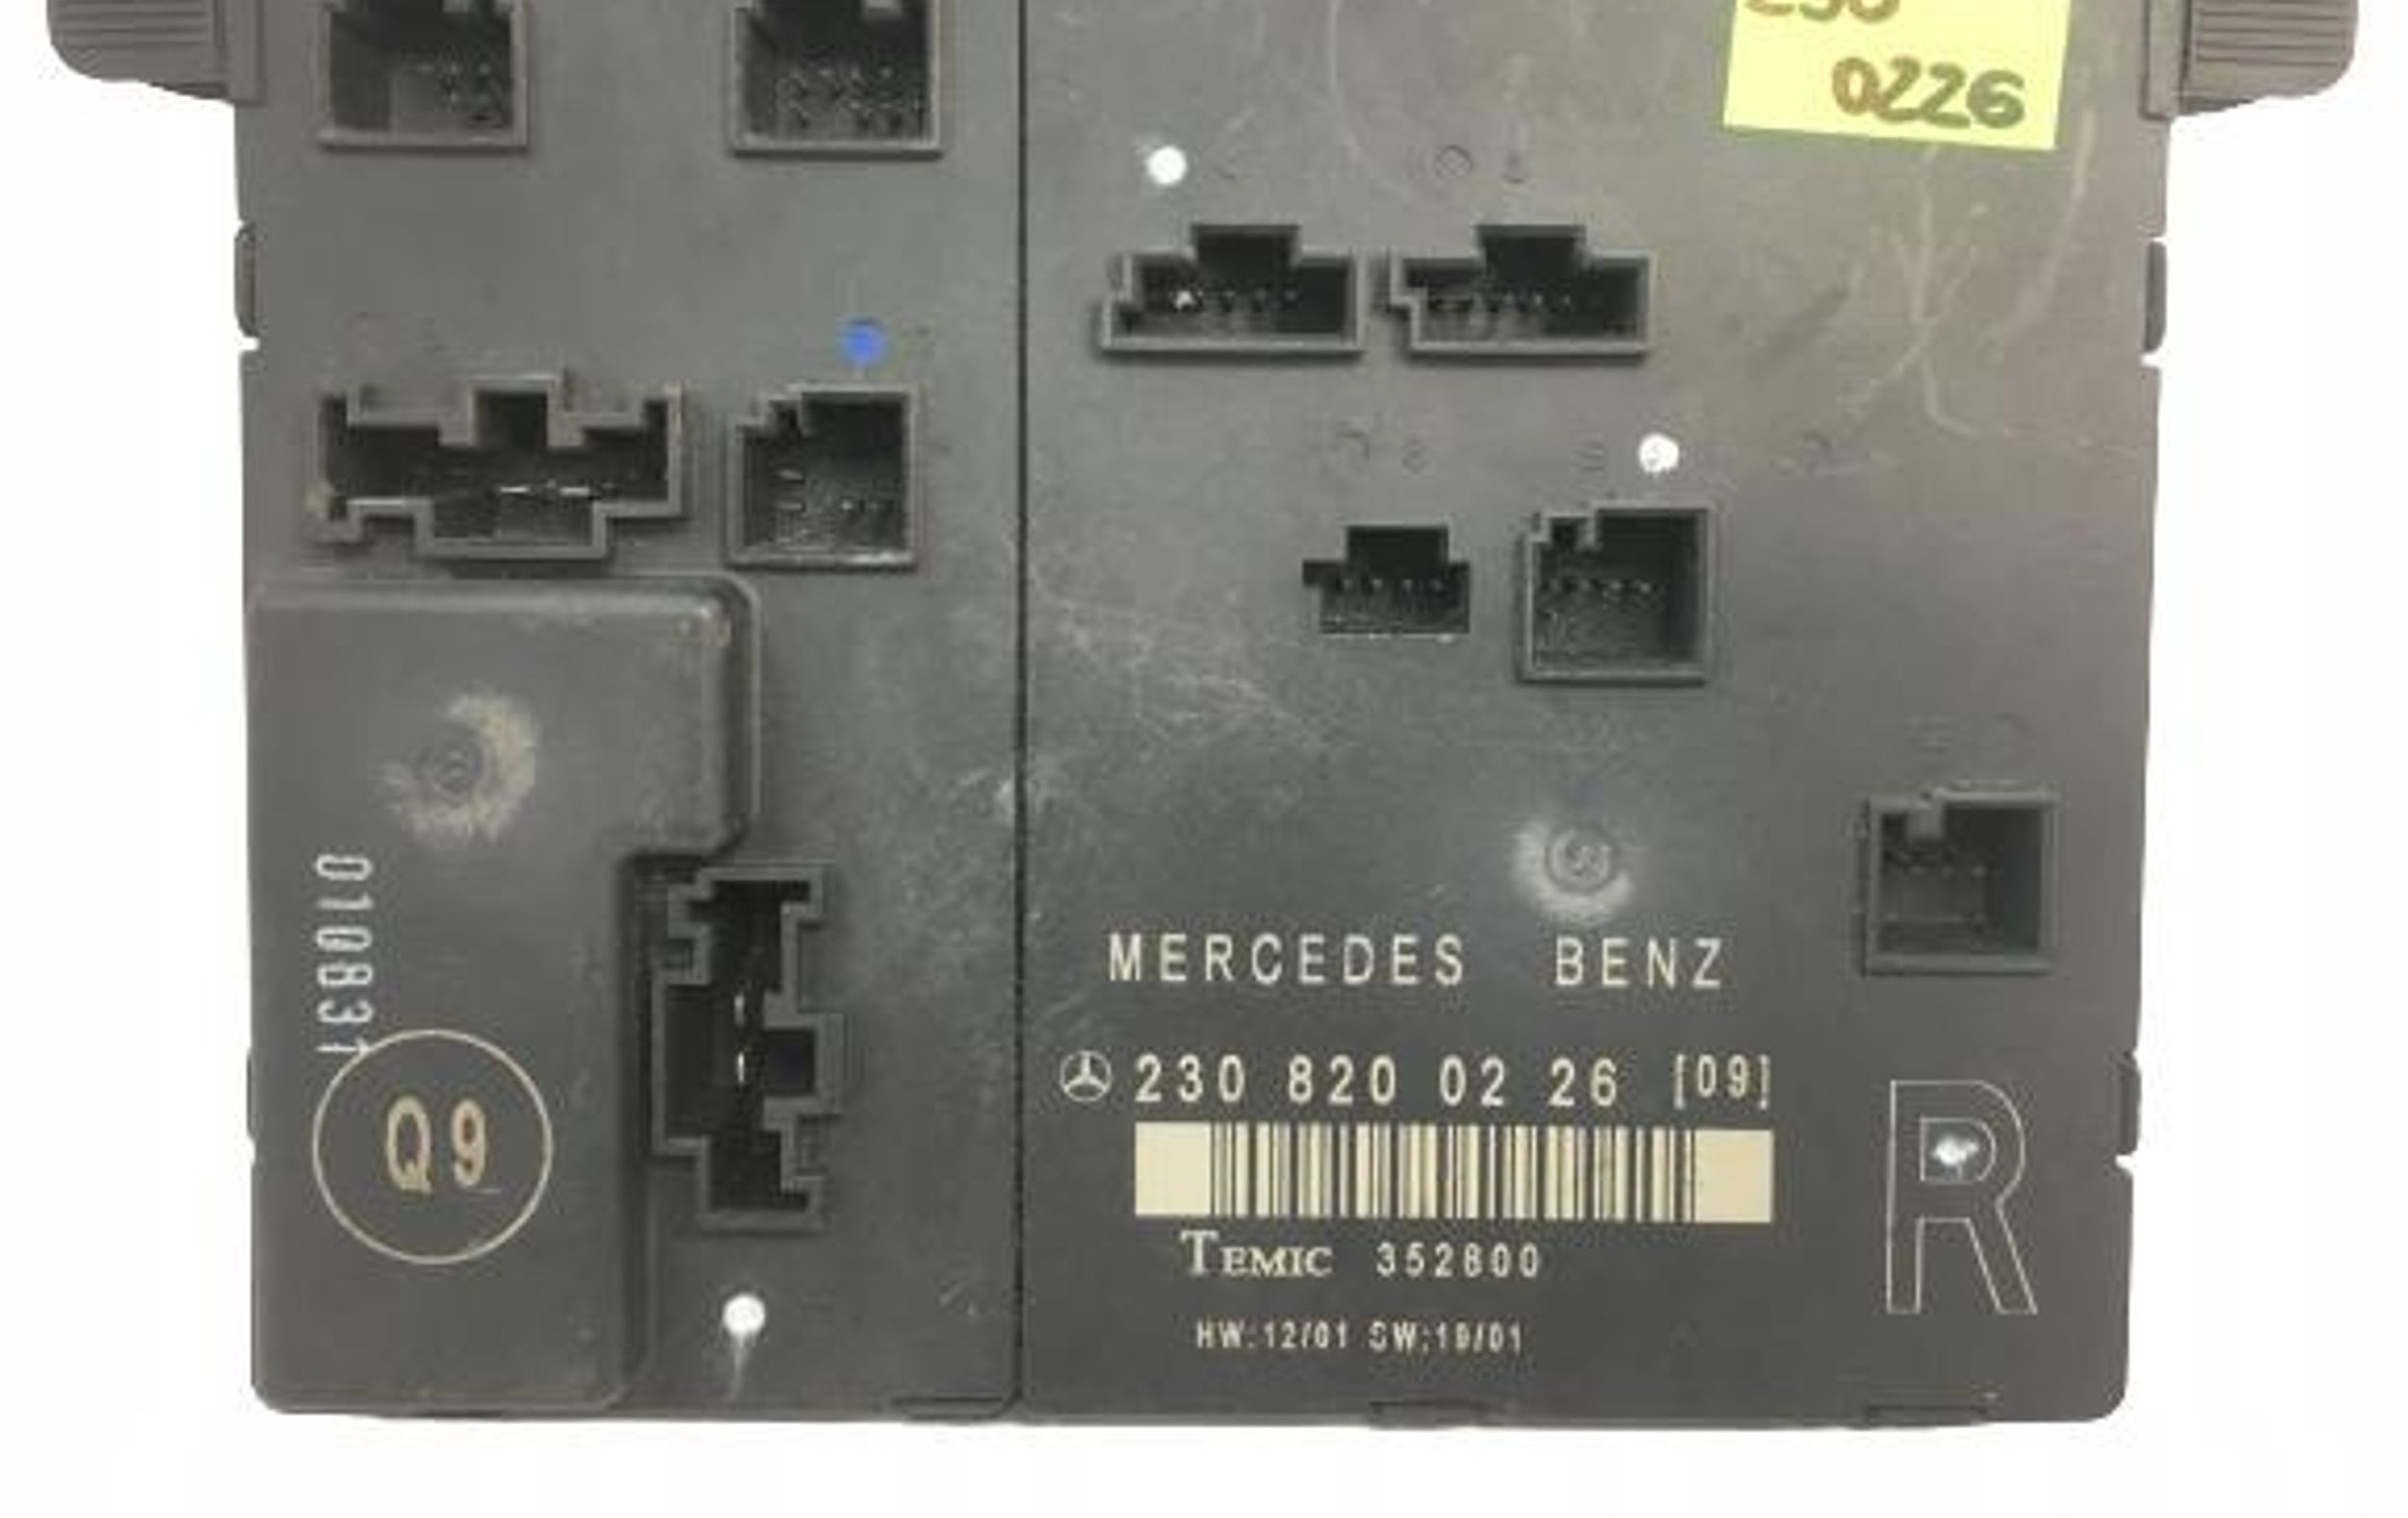 0226
MERCEDES BENZ
230 820 02 26 [09]
TEMIC 352800
HW:12/01 SW:19/01
R
010831
Q9